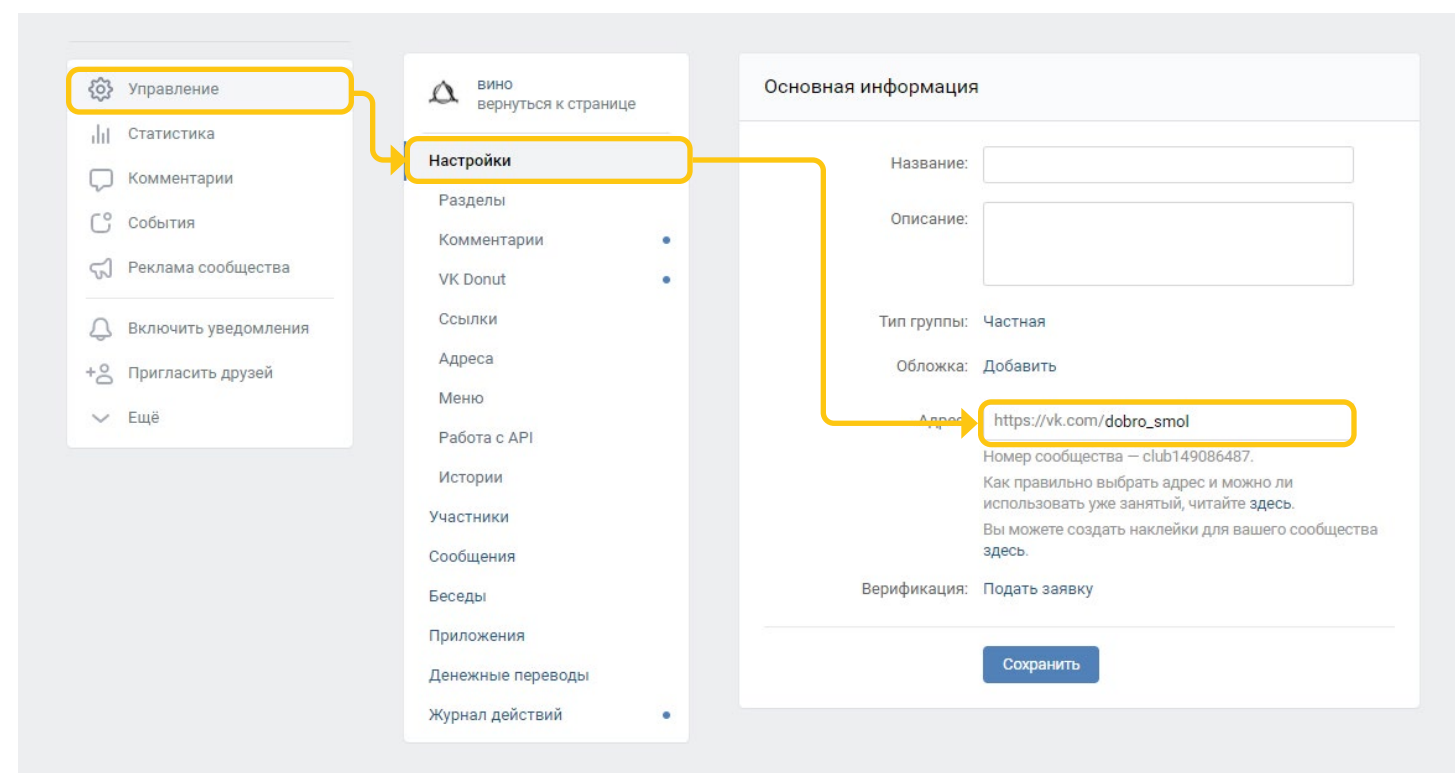 Управление
Статистика
Комментарии
События
Реклама сообщества
Включить уведомления
Пригласить друзей
Ещё
вино
вернуться к странице
Настройки
Разделы
Комментарии
VK Donut
Ссылки
Адреса
Меню
Работа с API
Истории
Участники
Сообщения
Беседы
Приложения
Денежные переводы
Журнал действий
Основная информация
Название:
Описание:
Тип группы: Частная
Обложка: Добавить
Адрес https://vk.com/dobro_smol
Номер сообщества — club149086487.
Как правильно выбрать адрес и можно ли
использовать уже занятый, читайте здесь.
Вы можете создать наклейки для вашего сообщества
здесь.
Верификация: Подать заявку
Сохранить